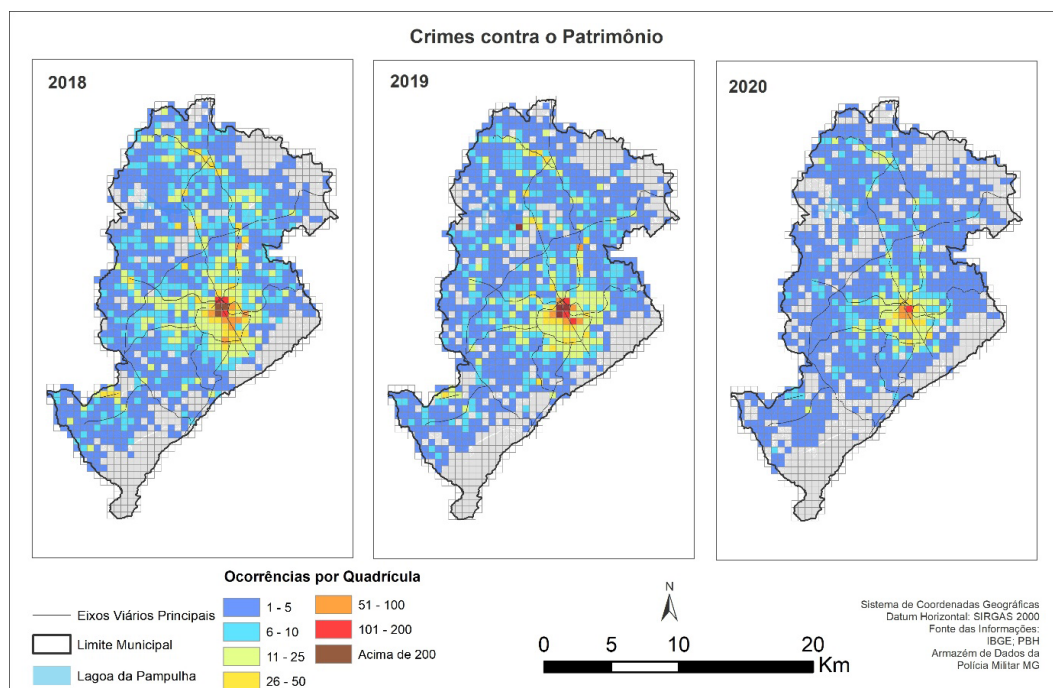 Crimes contra o Patrimônio
2018
2019
2020
Ocorrências por Quadrícula
Eixos Viários Principais
Limite Municipal
Lagoa da Pampulha
1 - 5
6 - 10
11 - 25
26 - 50
51 - 100
101 - 200
Acima de 200
N
0 5 10 20
Km
Sistema de Coordenadas Geográficas
Datum Horizontal: SIRGAS 2000
Fonte das Informações:
IBGE; PBH
Armazém de Dados da
Polícia Militar MG